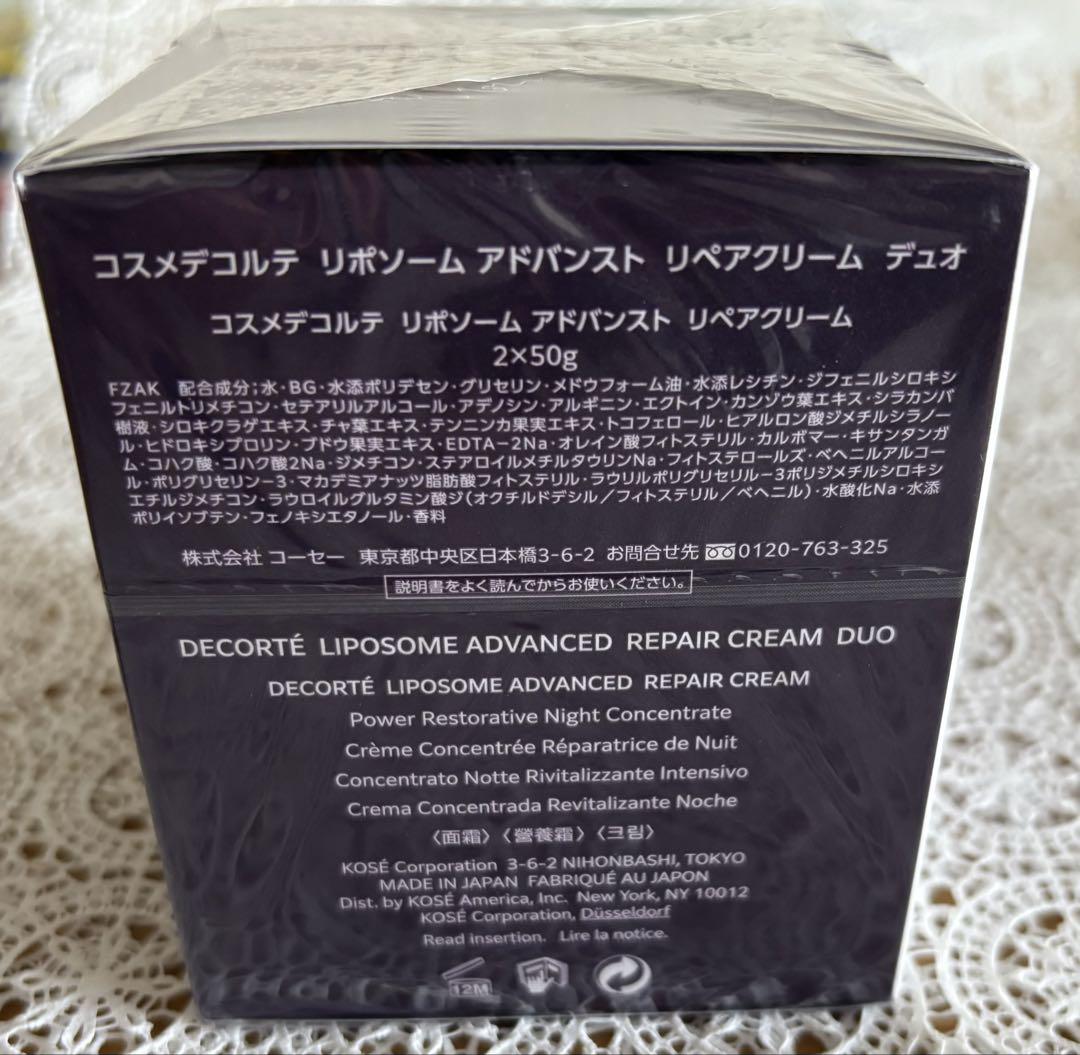 コスメデコルテ リポソーム アドバンスト リペアクリーム デュオ
コスメデコルテ リポソーム アドバンスト リペアクリーム
2×50g
FZAK 配合成分;水・BG・水添ポリデセン・グリセリン・メドウフォーム油・水添レシチン・ジフェニルシロキシ
フェニルトリメチコン・セテアリルアルコール・アデノシン・アルギニン・エクトイン・カンゾウ葉エキス・シラカンバ
樹液・シロキクラゲエキス・チャ葉エキス・テンニンカ果実エキス・トコフェロール・ヒアルロン酸ジメチルシラノー
ル・ヒドロキシプロリン・ブドウ果実エキス・EDTA−2Na・オレイン酸フィトステリル・カルボマー・キサンタンガ
ム・コハク酸・コハク酸2Na・ジメチコン・ステアロイルメチルタウリンNa・フィトステロールズ・ベヘニルアルコー
ル・ポリグリセリン−3・マカデミアナッツ脂肪酸フィトステリル・ラウリルポリグリセリル−3ポリジメチルシロキシ
エチルジメチコン・ラウロイルグルタミン酸ジ(オクチルドデシル/フィトステリル/ベヘニル)・水酸化Na・水添
ポリイソブテン・フェノキシエタノール・香料
株式会社 コーセー 東京都中央区日本橋3-6-2 お問合せ先 0120-763-325
説明書をよく読んでからお使いください。
DECORTÉ LIPOSOME ADVANCED REPAIR CREAM DUO
DECORTÉ LIPOSOME ADVANCED REPAIR CREAM
Power Restorative Night Concentrate
Crème Concentrée Réparatrice de Nuit
Concentrato Notte Rivitalizzante Intensivo
Crema Concentrada Revitalizante Noche
〈面霜〉〈營養霜〉〈크림〉
KOSÉ Corporation 3-6-2 NIHONBASHI, TOKYO
MADE IN JAPAN FABRIQUÉ AU JAPON
Dist. by KOSÉ America, Inc. New York, NY 10012
KOSÉ Corporation, Düsseldorf
Read insertion. Lire la notice.
12M